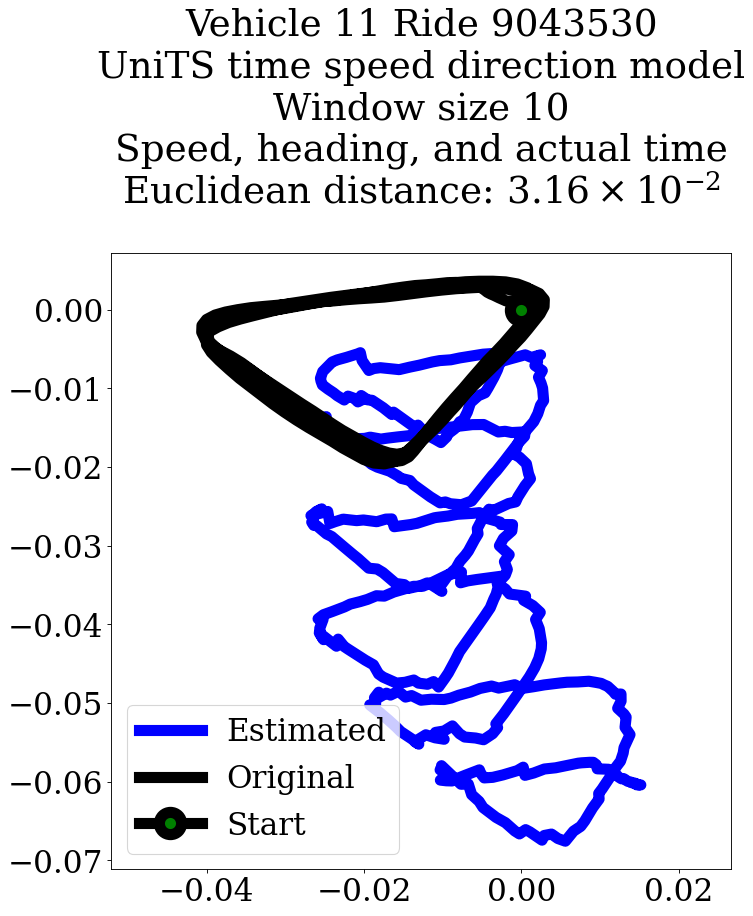 Vehicle 11 Ride 9043530
UniTS time speed direction model
Window size 10
Speed, heading, and actual time
Euclidean distance: 3.16 × 10⁻²
0.00
−0.01
−0.02
−0.03
−0.04
−0.05
−0.06
−0.07
Estimated
Original
Start
−0.04
−0.02
0.00
0.02